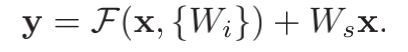 y = F(x, {W_i}) + W_s x.